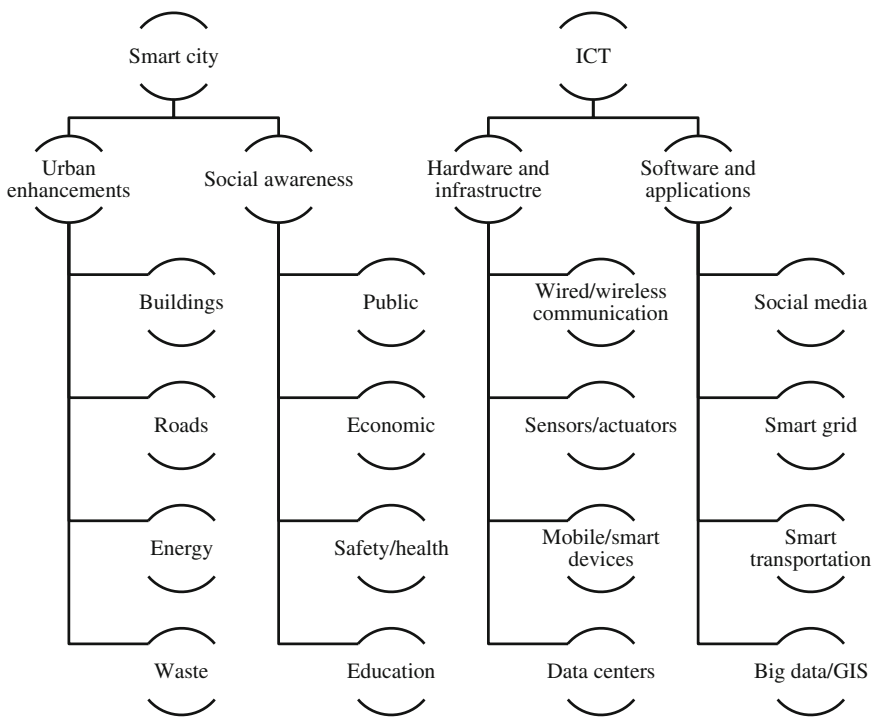 Smart city
ICT
Urban
enhancements
Social awareness
Hardware and
infrastructre
Software and
applications
Buildings
Public
Wired/wireless
communication
Social media
Roads
Economic
Sensors/actuators
Smart grid
Energy
Safety/health
Mobile/smart
devices
Smart
transportation
Waste
Education
Data centers
Big data/GIS